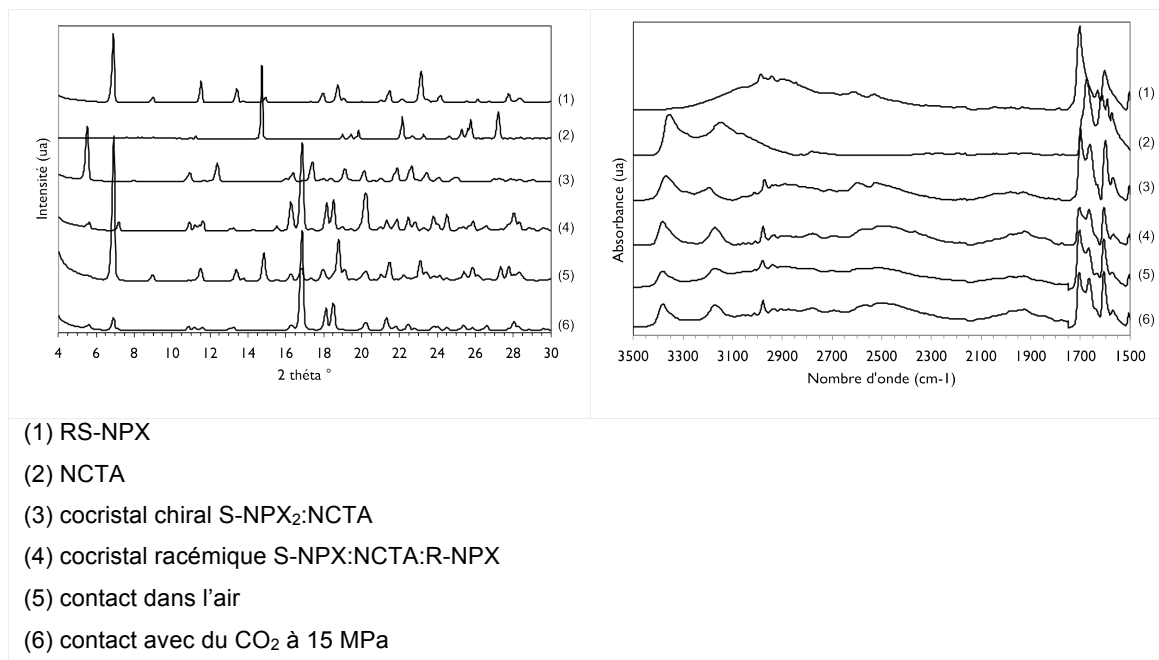 Intensité (ua)
(1)
(2)
(3)
(4)
(5)
(6)
4 6 8 10 12 14 16 18 20 22 24 26 28 30
2 théta °
Absorbance (ua)
(1)
(2)
(3)
(4)
(5)
(6)
3500 3300 3100 2900 2700 2500 2300 2100 1900 1700 1500
Nombre d'onde (cm-1)
(1) RS-NPX
(2) NCTA
(3) cocristal chiral S-NPX₂:NCTA
(4) cocristal racémique S-NPX:NCTA:R-NPX
(5) contact dans l’air
(6) contact avec du CO₂ à 15 MPa